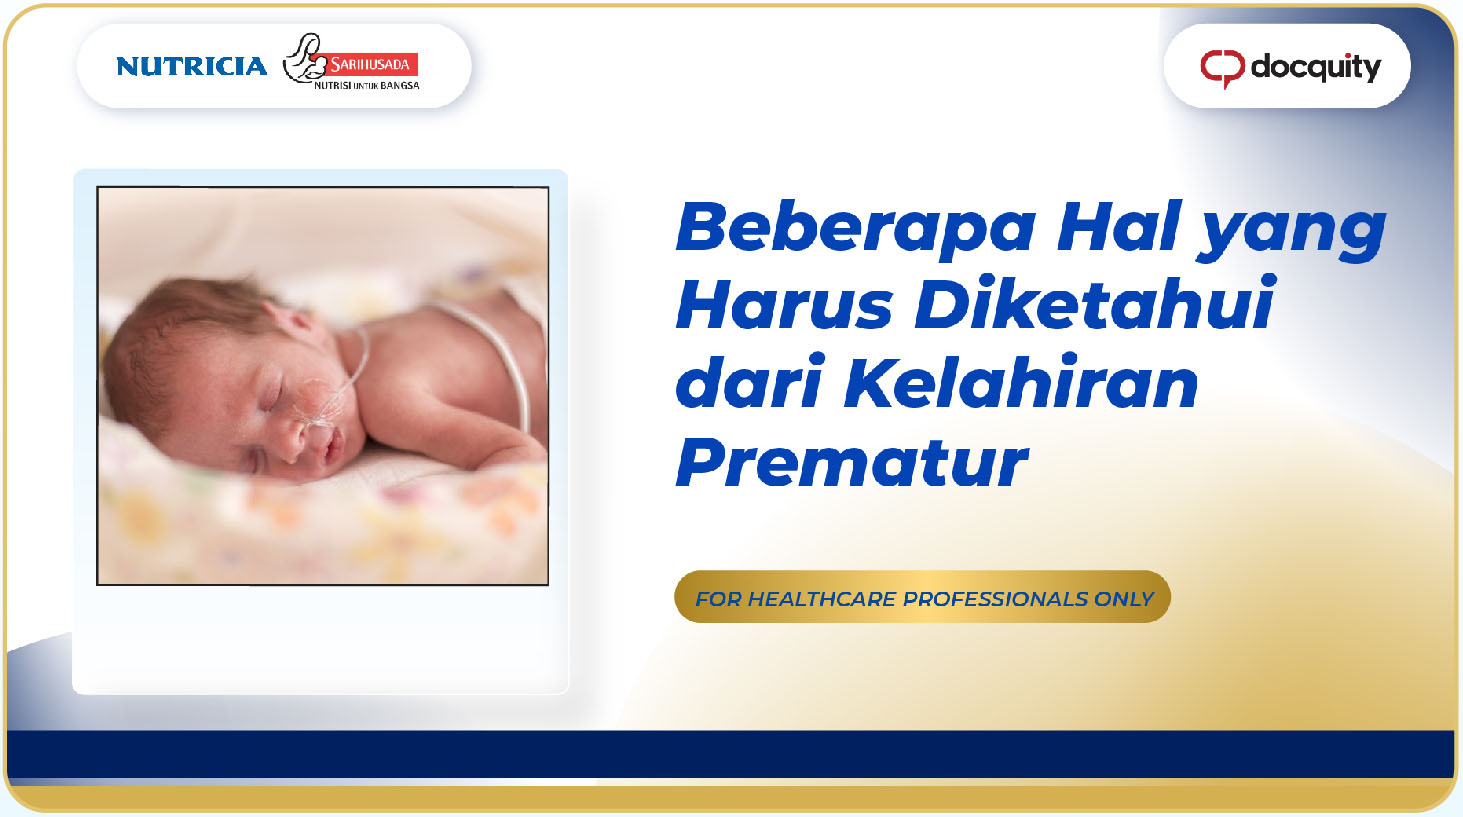 NUTRICIA
SARIHUSADA
NUTRISI UNTUK BANGSA
docquity
Beberapa Hal yang
Harus Diketahui
dari Kelahiran
Prematur
FOR HEALTHCARE PROFESSIONALS ONLY